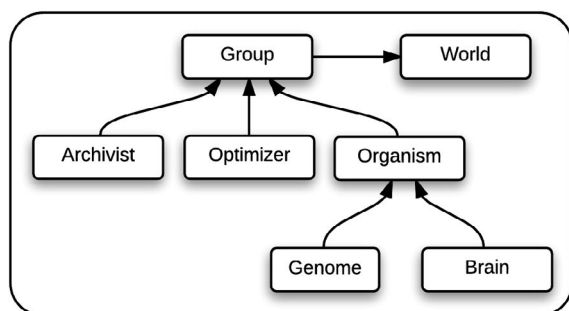 Group
World
Archivist
Optimizer
Organism
Genome
Brain